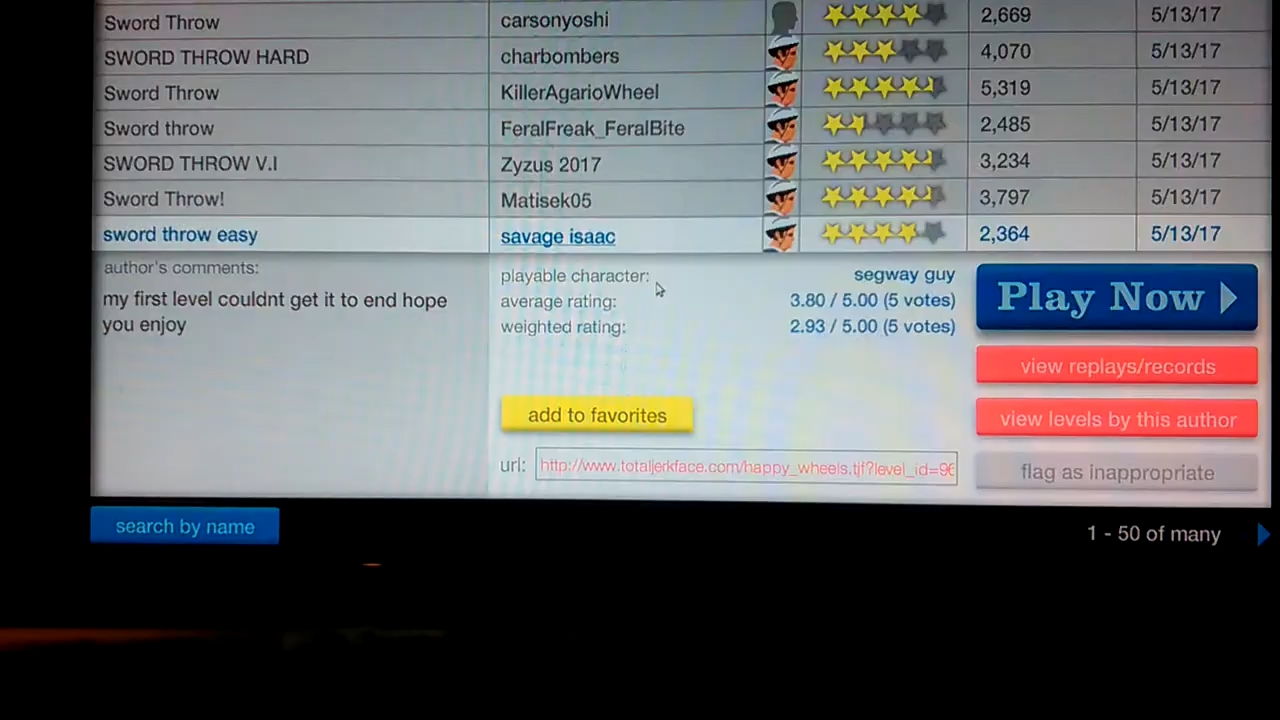 Sword Throw carsonyoshi 2,669 5/13/17
SWORD THROW HARD charbombers 4,070 5/13/17
Sword Throw KillerAgarioWheel 5,319 5/13/17
Sword throw FeralFreak_FeralBite 2,485 5/13/17
SWORD THROW V.I Zyzus 2017 3,234 5/13/17
Sword Throw! Matisek05 3,797 5/13/17
sword throw easy savage isaac 2,364 5/13/17
author's comments:
my first level couldnt get it to end hope
you enjoy
playable character: segway guy
average rating: 3.80 / 5.00 (5 votes)
weighted rating: 2.93 / 5.00 (5 votes)
add to favorites
url: http://www.totaljerkface.com/happy_wheels.tjf?level_id=96
Play Now
view replays/records
view levels by this author
flag as inappropriate
search by name
1 - 50 of many